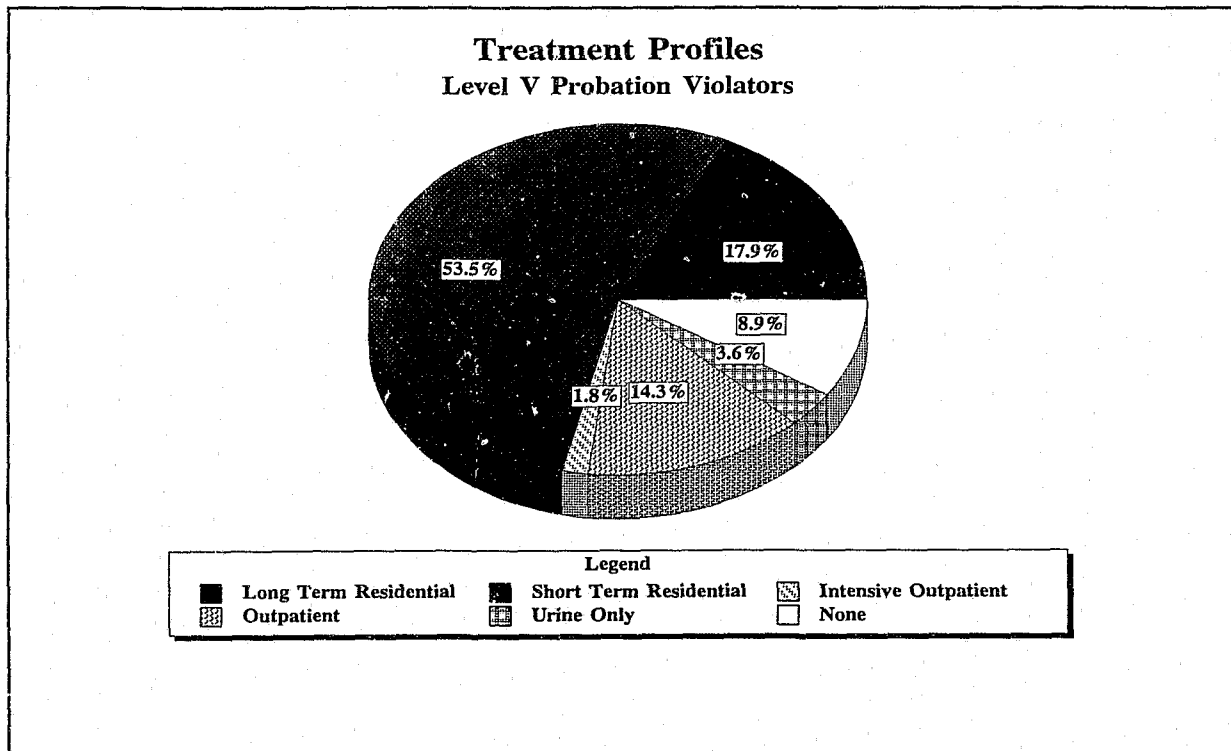 Treatment Profiles
Level V Probation Violators
17.9%
53.5%
8.9%
3.6%
1.8% 14.3%
Legend
Long Term Residential Short Term Residential Intensive Outpatient
Outpatient Urine Only None